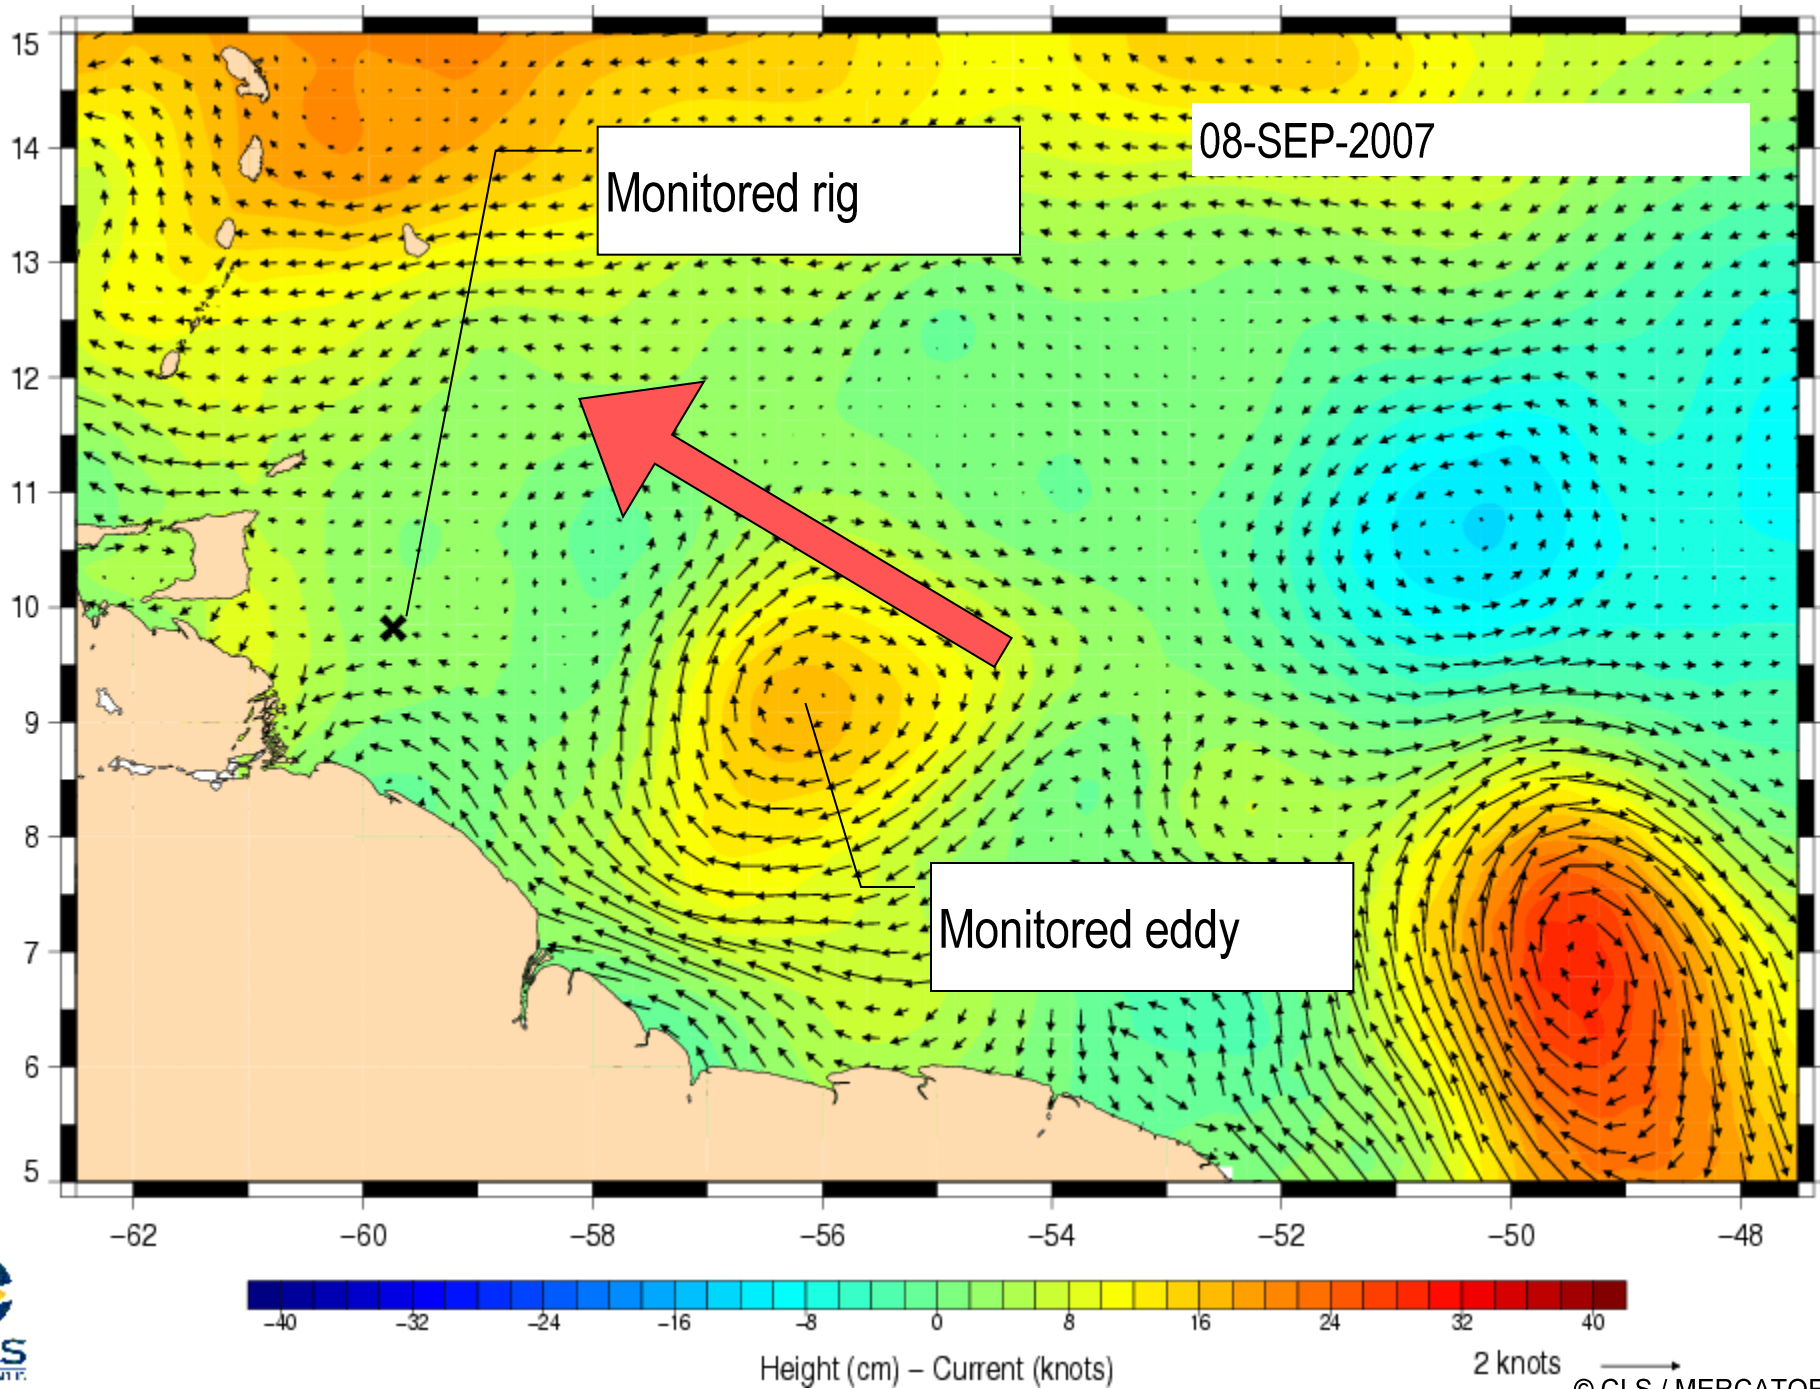 15
14
13
12
11
10
9
8
7
6
5
08-SEP-2007
Monitored rig
Monitored eddy
−62 −60 −58 −56 −54 −52 −50 −48
−40 −32 −24 −16 −8 0 8 16 24 32 40
Height (cm) − Current (knots)
2 knots
© CLS / MERCATOR